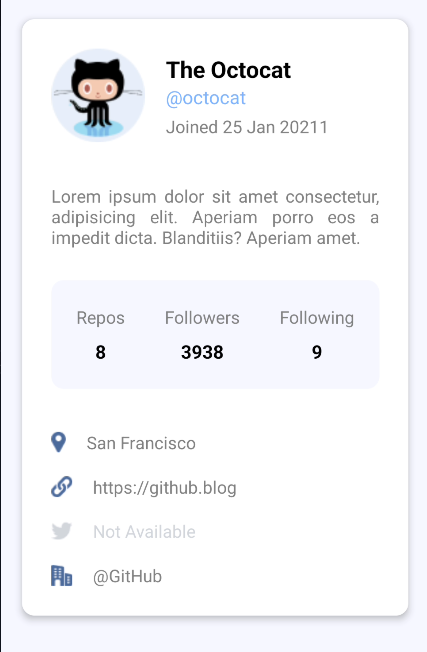 The Octocat
@octocat
Joined 25 Jan 20211
Lorem ipsum dolor sit amet consectetur,
adipisicing elit. Aperiam porro eos a
impedit dicta. Blanditiis? Aperiam amet.
Repos Followers Following
8 3938 9
San Francisco
https://github.blog
Not Available
@GitHub